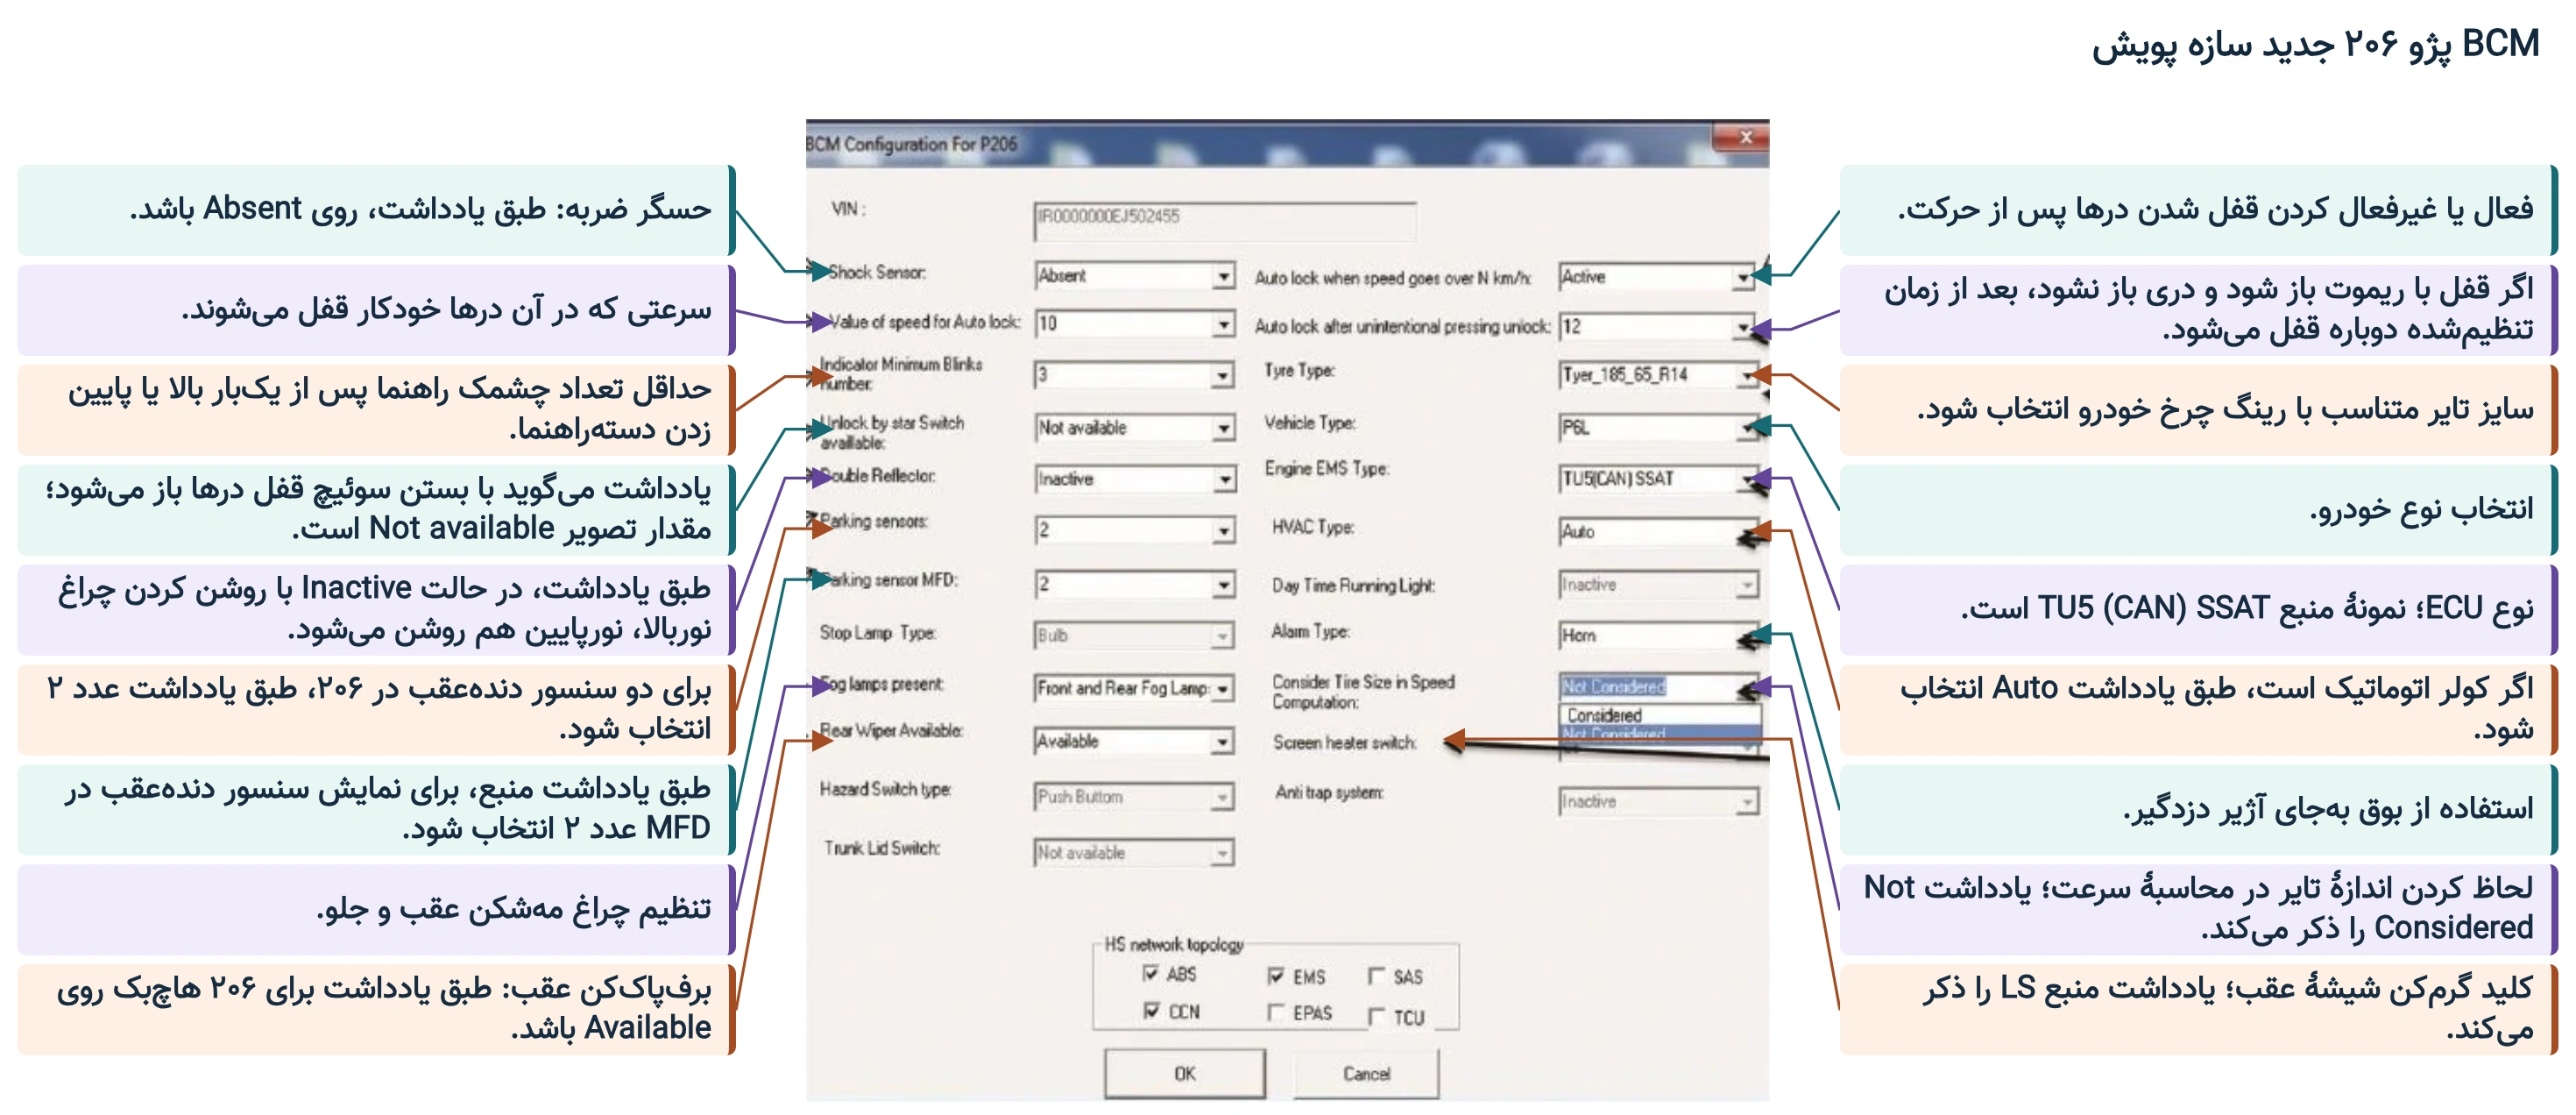 BCM پژو ۲۰۶ جدید سازه پویش
حسگر ضربه: طبق یادداشت، روی Absent باشد.
سرعتی که در آن درها خودکار قفل می‌شوند.
حداقل تعداد چشمک راهنما پس از یک‌بار بالا یا پایین
زدن دسته‌راهنما.
یادداشت می‌گوید با بستن سوئیچ قفل درها باز می‌شود؛
مقدار تصویر Not available است.
طبق یادداشت، در حالت Inactive با روشن کردن چراغ
نوربالا، نورپایین هم روشن می‌شود.
برای دو سنسور دنده‌عقب در ۲۰۶، طبق یادداشت عدد ۲
انتخاب شود.
طبق یادداشت منبع، برای نمایش سنسور دنده‌عقب در
MFD عدد ۲ انتخاب شود.
تنظیم چراغ مه‌شکن عقب و جلو.
برف‌پاک‌کن عقب: طبق یادداشت برای ۲۰۶ هاچ‌بک روی
Available باشد.
BCM Configuration For P206
VIN : IR0000000EJ502455
Shock Sensor: Absent
Auto lock when speed goes over N km/h: Active
Value of speed for Auto lock: 10
Auto lock after unintentional pressing unlock: 12
Indicator Minimum Blinks
number: 3
Tyre Type: Tyer_185_65_R14
Unlock by star Switch
available: Not available
Vehicle Type: P6L
Double Reflector: Inactive
Engine EMS Type: TU5(CAN) SSAT
Parking sensors: 2
HVAC Type: Auto
Parking sensor MFD: 2
Day Time Running Light: Inactive
Stop Lamp Type: Bulb
Alarm Type: Horn
Fog lamps present: Front and Rear Fog Lamp:
Consider Tire Size in Speed
Computation: Not Considered
Considered
Not Considered
Rear Wiper Available: Available
Screen heater switch:
Hazard Switch type: Push Buttom
Anti trap system: Inactive
Trunk Lid Switch: Not available
HS network topology
ABS EMS SAS
CCN EPAS TCU
OK Cancel
فعال یا غیرفعال کردن قفل شدن درها پس از حرکت.
اگر قفل با ریموت باز شود و دری باز نشود، بعد از زمان
تنظیم‌شده دوباره قفل می‌شود.
سایز تایر متناسب با رینگ چرخ خودرو انتخاب شود.
انتخاب نوع خودرو.
نوع ECU؛ نمونهٔ منبع TU5 (CAN) SSAT است.
اگر کولر اتوماتیک است، طبق یادداشت Auto انتخاب
شود.
استفاده از بوق به‌جای آژیر دزدگیر.
لحاظ کردن اندازهٔ تایر در محاسبهٔ سرعت؛ یادداشت Not
Considered را ذکر می‌کند.
کلید گرم‌کن شیشهٔ عقب؛ یادداشت منبع LS را ذکر
می‌کند.